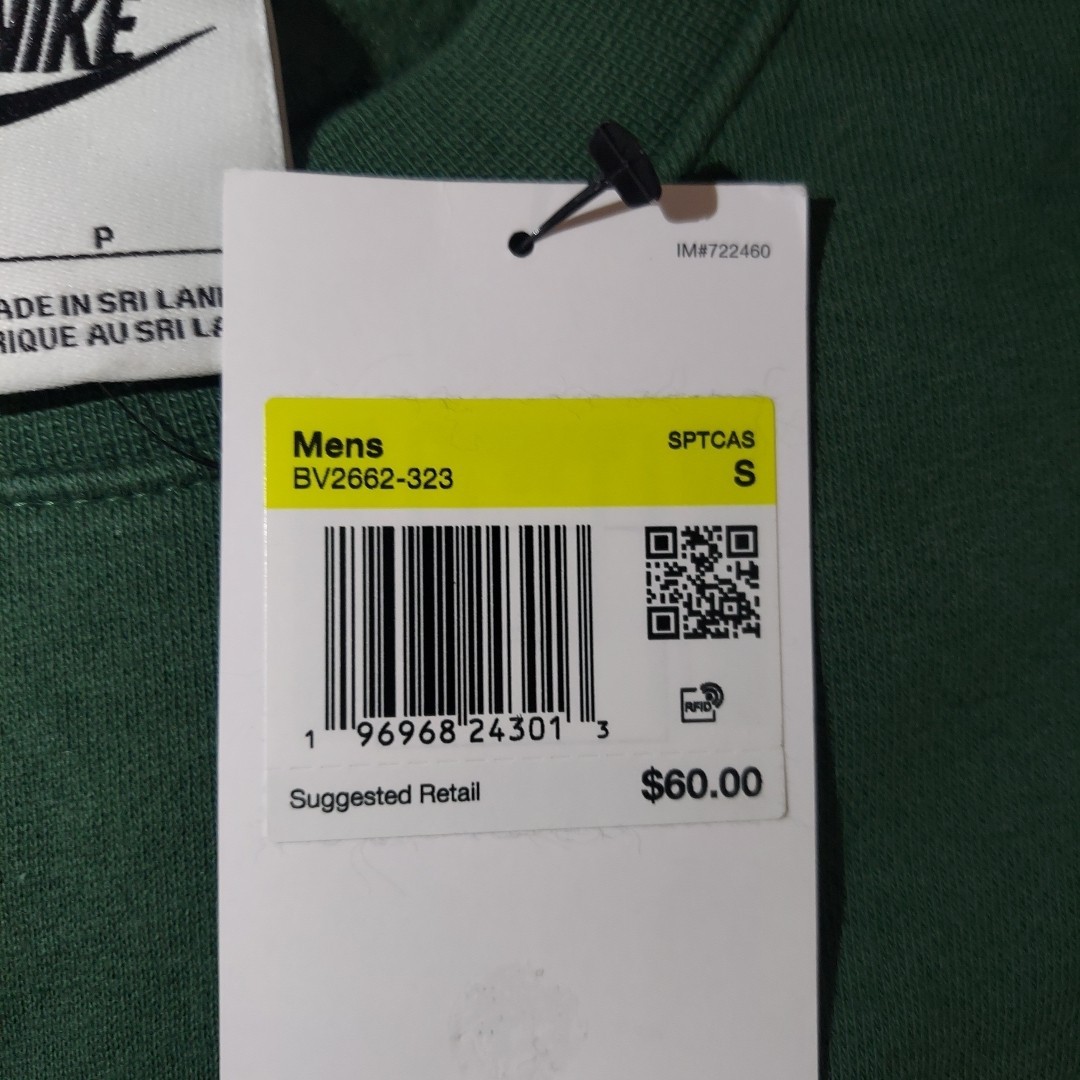 NIKE
P
ADE IN SRI LAN
RIQUE AU SRI LA
IM#722460
Mens
SPTCAS
BV2662-323
S
RFID
1 96968 24301 3
Suggested Retail
$60.00